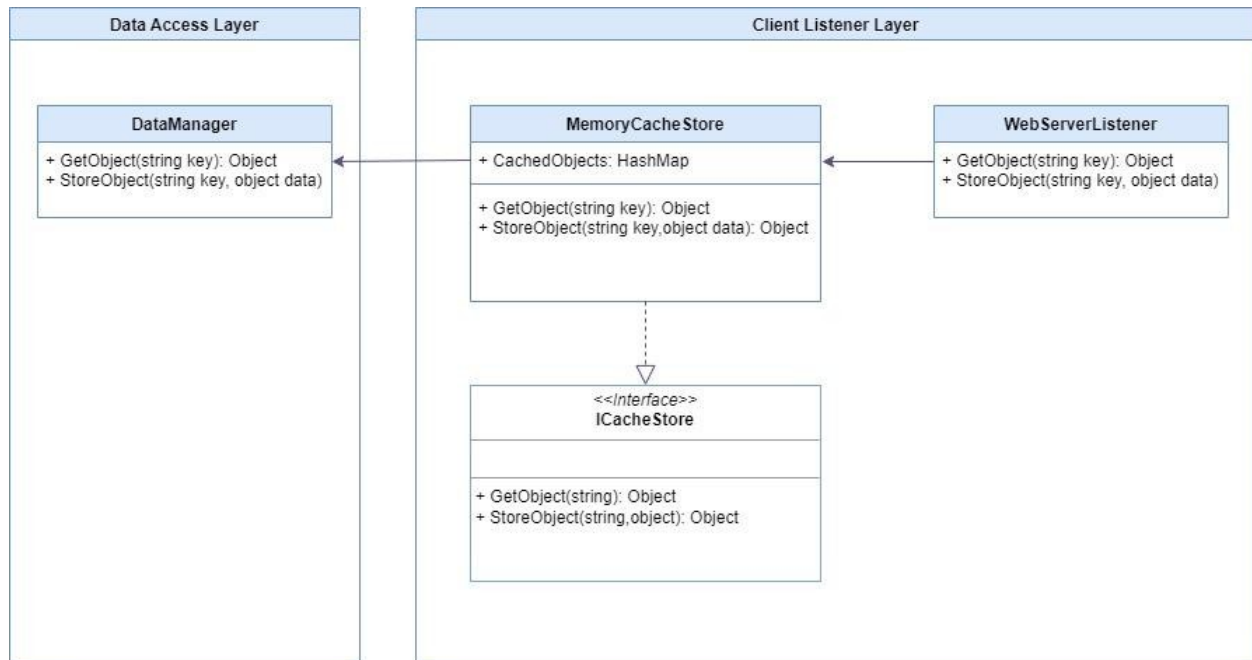 Data Access Layer
Client Listener Layer
DataManager
+ GetObject(string key): Object
+ StoreObject(string key, object data)
MemoryCacheStore
+ CachedObjects: HashMap
+ GetObject(string key): Object
+ StoreObject(string key,object data): Object
WebServerListener
+ GetObject(string key): Object
+ StoreObject(string key, object data)
<<Interface>>
ICacheStore
+ GetObject(string): Object
+ StoreObject(string,object): Object